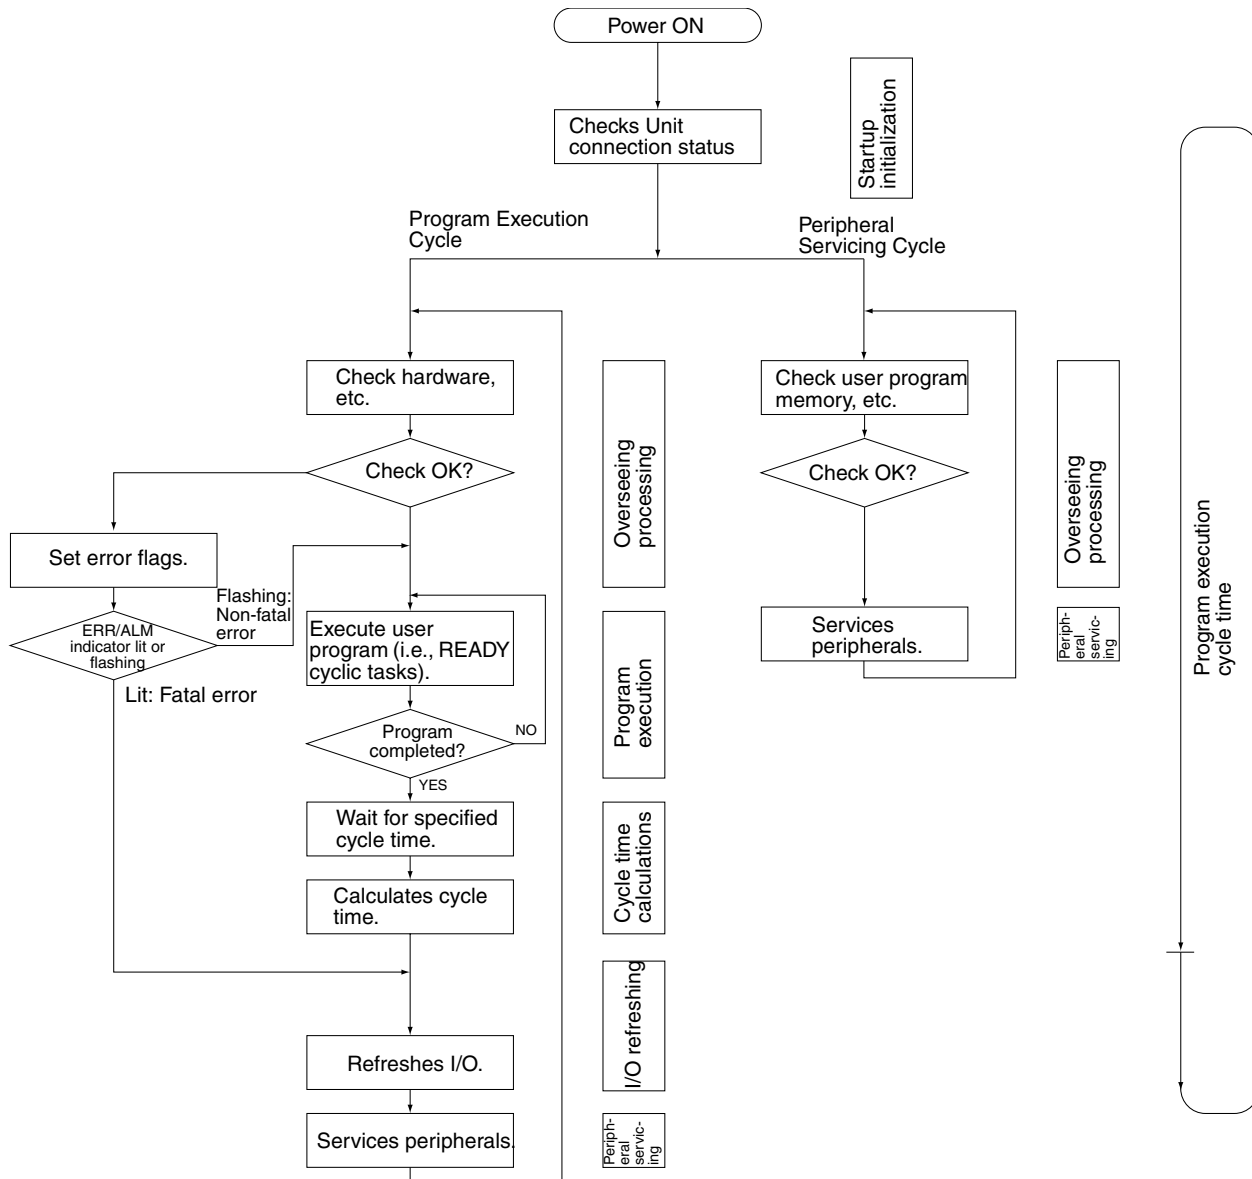 Power ON
Checks Unit
connection status
Startup
initialization
Program Execution
Cycle
Peripheral
Servicing Cycle
Check hardware,
etc.
Check OK?
Set error flags.
Flashing:
Non-fatal
error
ERR/ALM
indicator lit or
flashing
Lit: Fatal error
Execute user
program (i.e., READY
cyclic tasks).
Program
completed?
NO
YES
Wait for specified
cycle time.
Calculates cycle
time.
Refreshes I/O.
Services peripherals.
Overseeing
processing
Program
execution
Cycle time
calculations
I/O refreshing
Periph-
eral
servic-
ing
Check user program
memory, etc.
Check OK?
Services
peripherals.
Overseeing
processing
Periph-
eral
servic-
ing
Program execution
cycle time